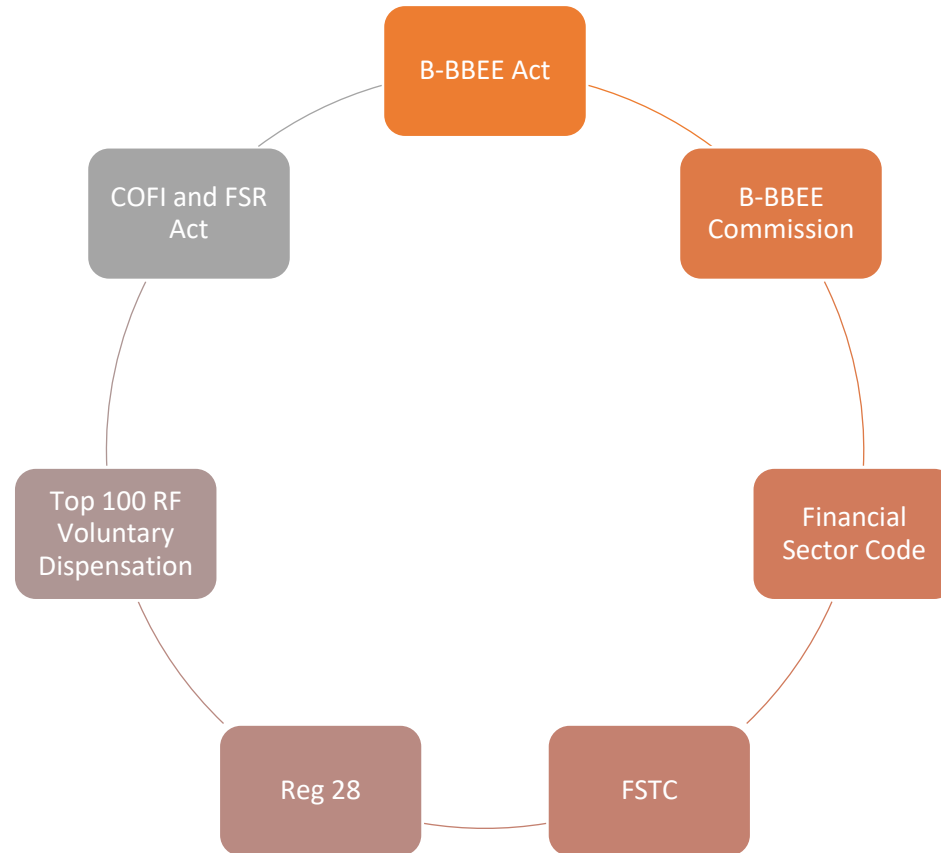 B-BBEE Act
B-BBEE
Commission
Financial
Sector Code
FSTC
Reg 28
Top 100 RF
Voluntary
Dispensation
COFI and FSR
Act